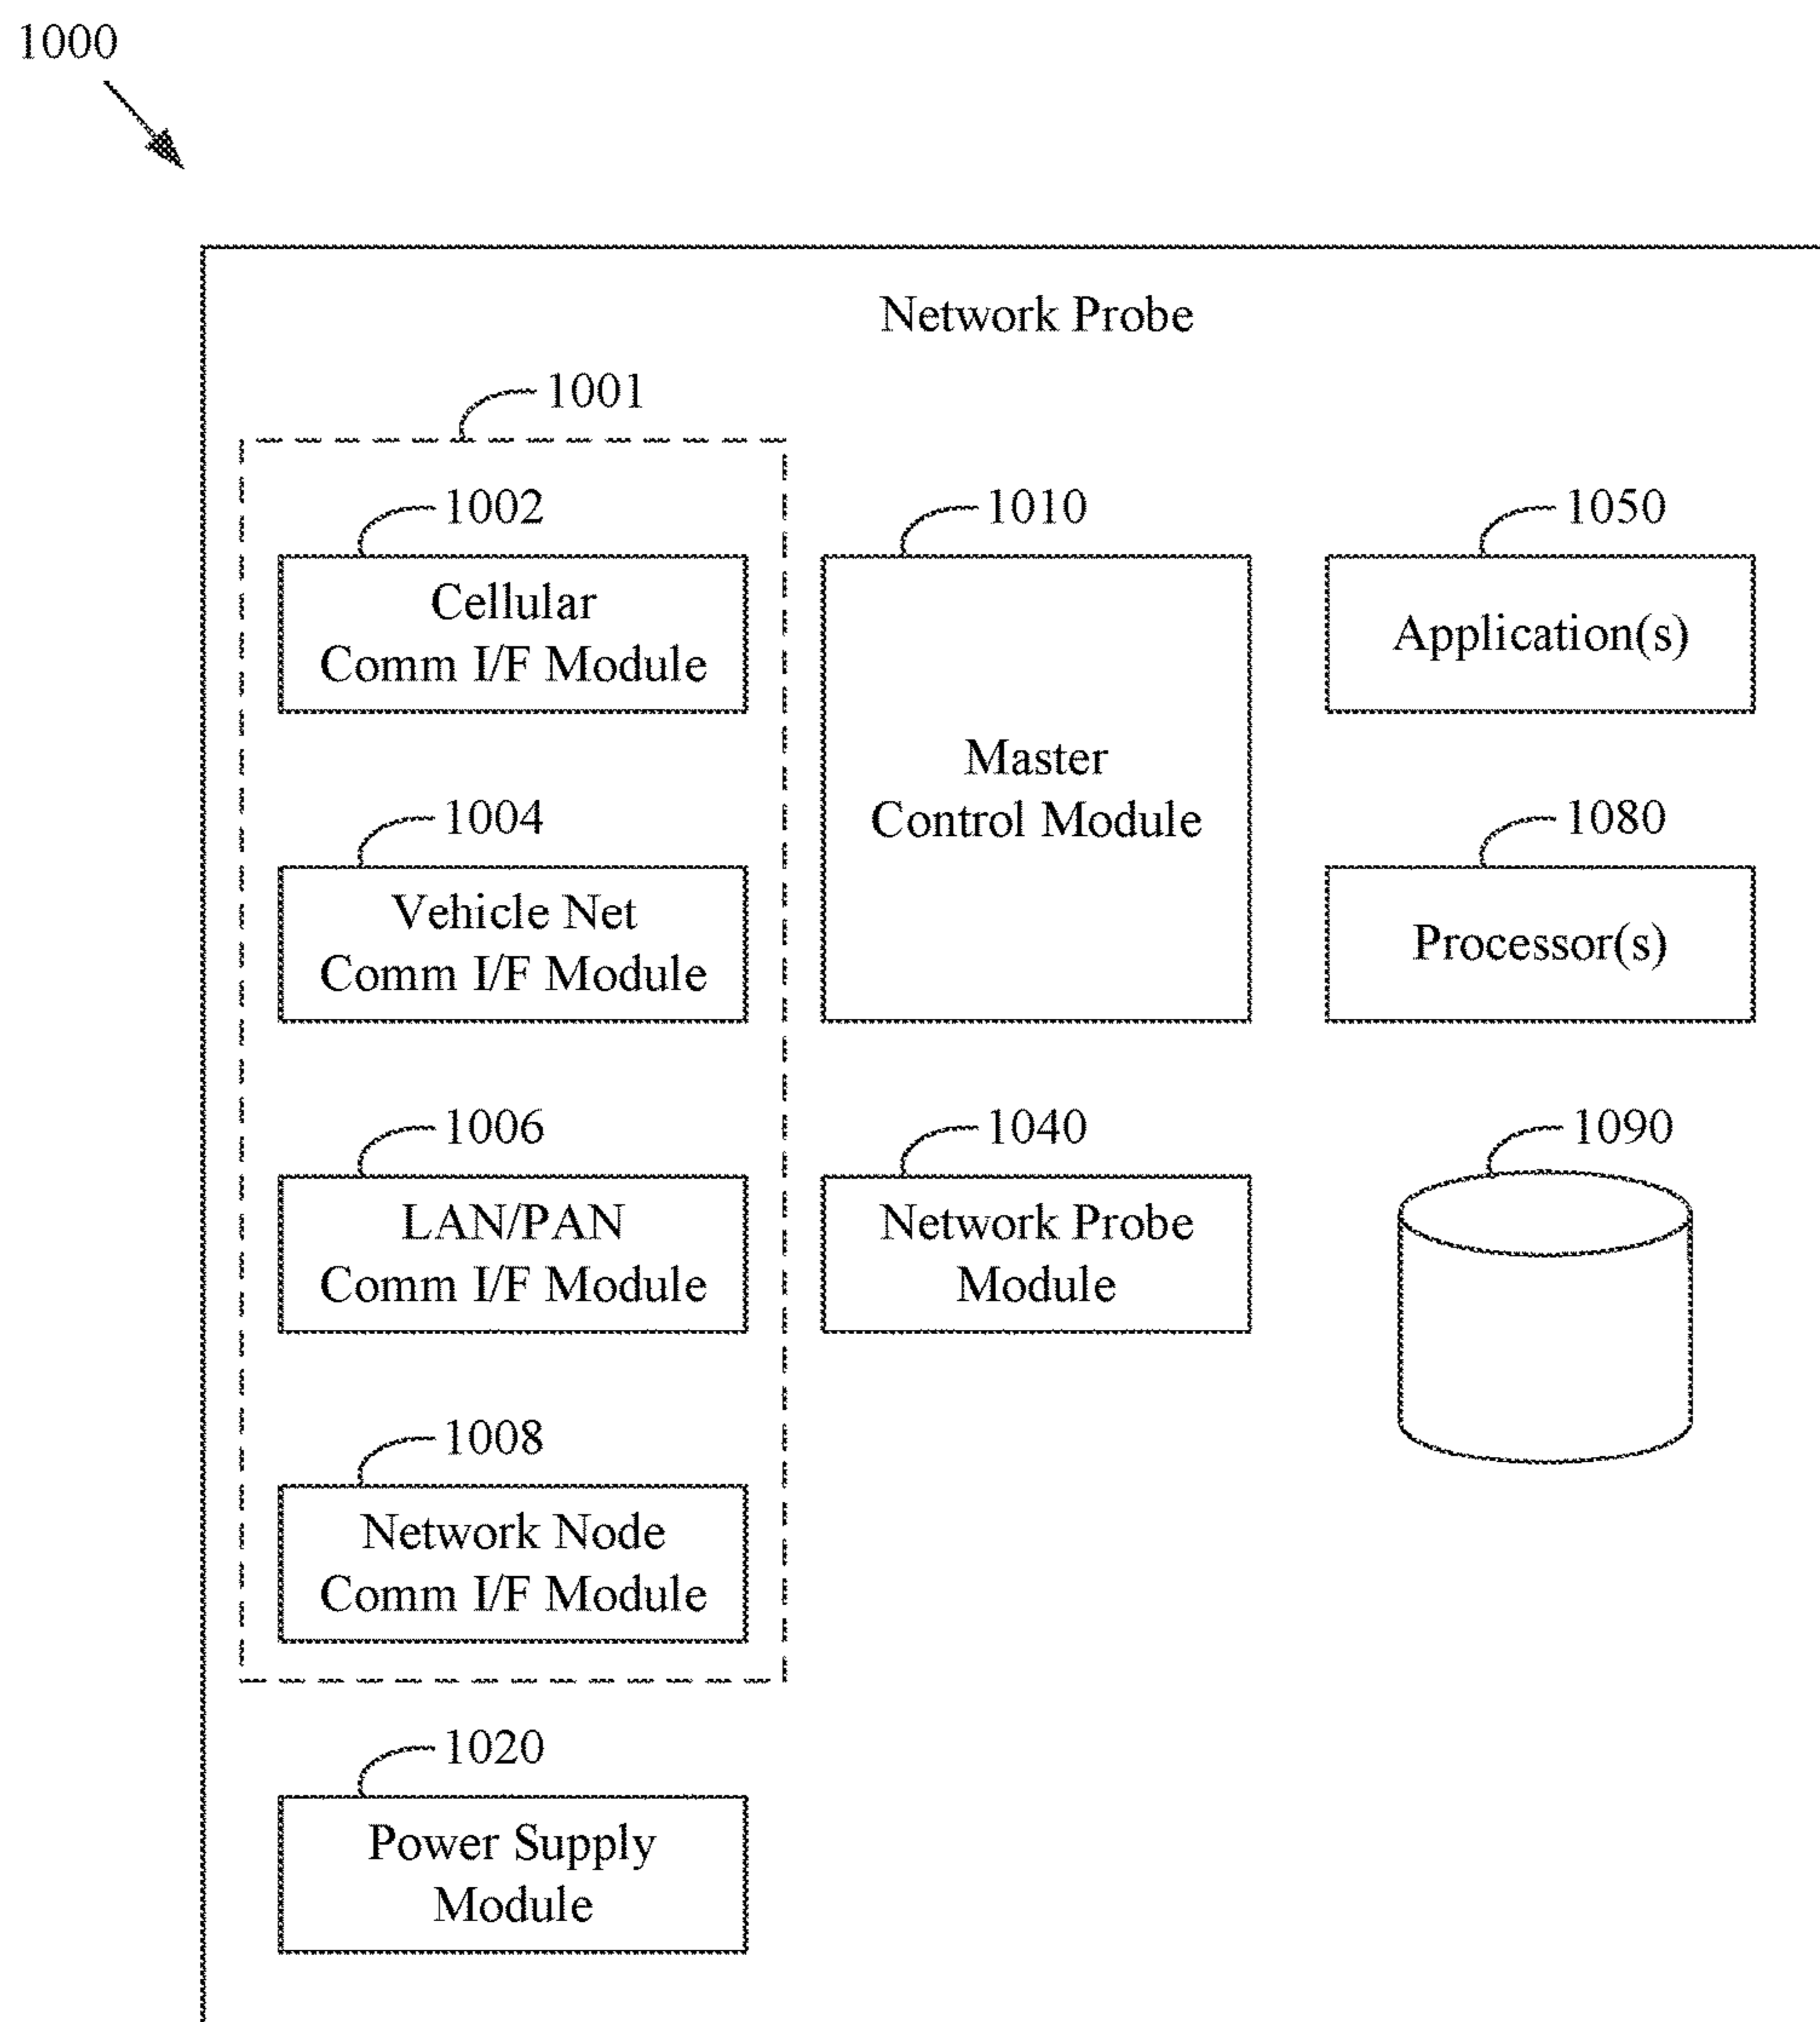 1000
Network Probe
1001
1002
Cellular
Comm I/F Module
1004
Vehicle Net
Comm I/F Module
1006
LAN/PAN
Comm I/F Module
1008
Network Node
Comm I/F Module
1020
Power Supply
Module
1010
Master
Control Module
1040
Network Probe
Module
1050
Application(s)
1080
Processor(s)
1090